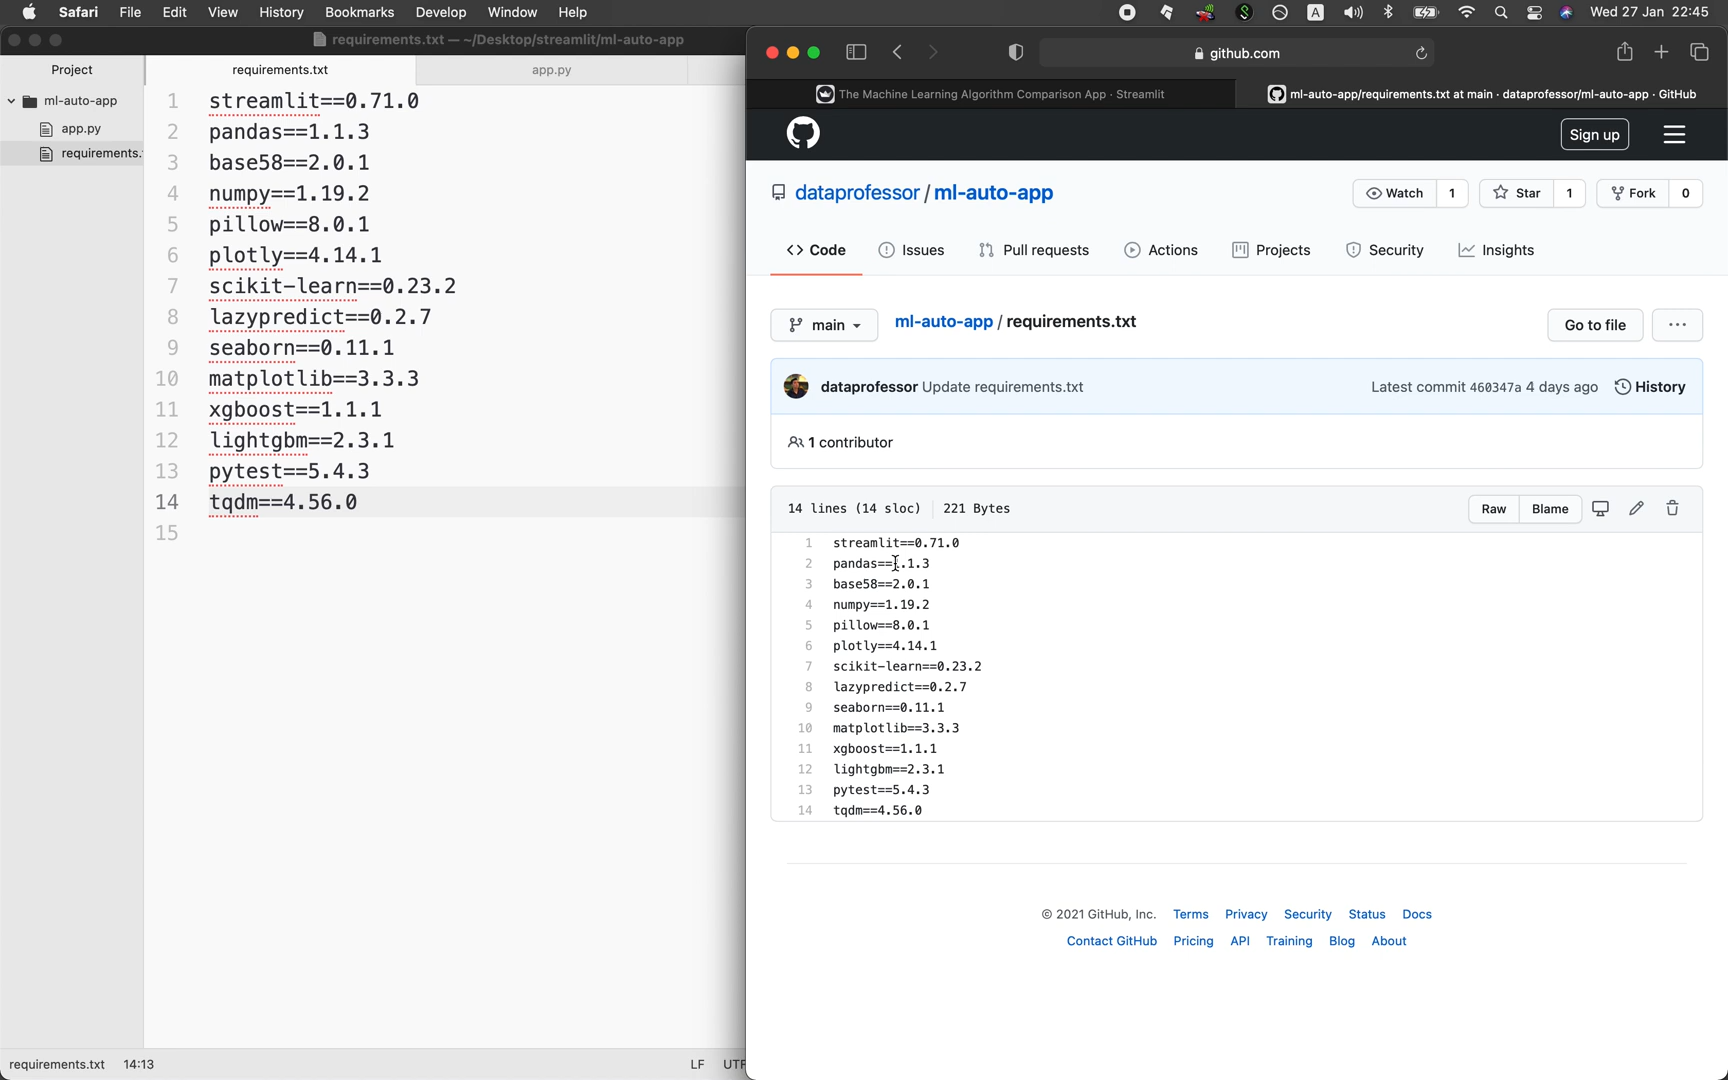 Safari File Edit View History Bookmarks Develop Window Help
A Wed 27 Jan 22:45
requirements.txt — ~/Desktop/streamlit/ml-auto-app
Project
requirements.txt
app.py
ml-auto-app
app.py
requirements.
1 streamlit==0.71.0
2 pandas==1.1.3
3 base58==2.0.1
4 numpy==1.19.2
5 pillow==8.0.1
6 plotly==4.14.1
7 scikit-learn==0.23.2
8 lazypredict==0.2.7
9 seaborn==0.11.1
10 matplotlib==3.3.3
11 xgboost==1.1.1
12 lightgbm==2.3.1
13 pytest==5.4.3
14 tqdm==4.56.0
15
requirements.txt 14:13
LF UTF
github.com
The Machine Learning Algorithm Comparison App · Streamlit
ml-auto-app/requirements.txt at main · dataprofessor/ml-auto-app · GitHub
Sign up
dataprofessor / ml-auto-app
Watch 1 Star 1 Fork 0
Code Issues Pull requests Actions Projects Security Insights
main
ml-auto-app / requirements.txt
Go to file ...
dataprofessor Update requirements.txt
Latest commit 460347a 4 days ago History
1 contributor
14 lines (14 sloc) 221 Bytes
Raw Blame
1 streamlit==0.71.0
2 pandas==1.1.3
3 base58==2.0.1
4 numpy==1.19.2
5 pillow==8.0.1
6 plotly==4.14.1
7 scikit-learn==0.23.2
8 lazypredict==0.2.7
9 seaborn==0.11.1
10 matplotlib==3.3.3
11 xgboost==1.1.1
12 lightgbm==2.3.1
13 pytest==5.4.3
14 tqdm==4.56.0
© 2021 GitHub, Inc. Terms Privacy Security Status Docs
Contact GitHub Pricing API Training Blog About